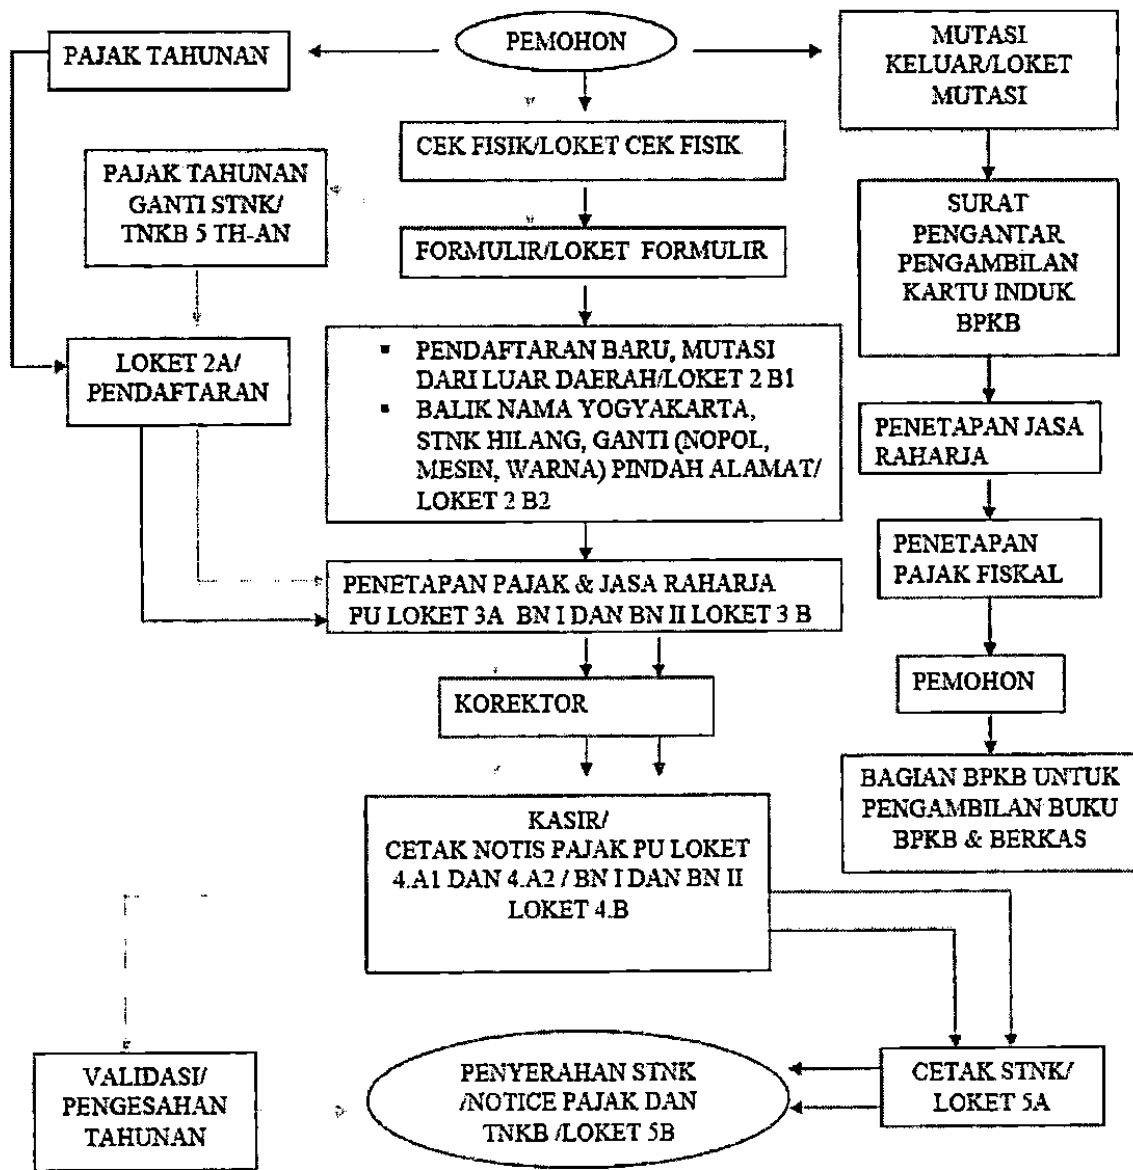 PAJAK TAHUNAN
PEMOHON
MUTASI
KELUAR/LOKET
MUTASI
CEK FISIK/LOKET CEK FISIK
PAJAK TAHUNAN
GANTI STNK/
TNKB 5 TH-AN
FORMULIR/LOKET FORMULIR
SURAT
PENGANTAR
PENGAMBILAN
KARTU INDUK
BPKB
LOKET 2A/
PENDAFTARAN
▪ PENDAFTARAN BARU, MUTASI
DARI LUAR DAERAH/LOKET 2 B1
▪ BALIK NAMA YOGYAKARTA,
STNK HILANG, GANTI (NOPOL,
MESIN, WARNA) PINDAH ALAMAT/
LOKET 2 B2
PENETAPAN JASA
RAHARJA
PENETAPAN
PAJAK FISKAL
PENETAPAN PAJAK & JASA RAHARJA
PU LOKET 3A BN I DAN BN II LOKET 3 B
PEMOHON
KOREKTOR
BAGIAN BPKB UNTUK
PENGAMBILAN BUKU
BPKB & BERKAS
KASIR/
CETAK NOTIS PAJAK PU LOKET
4.A1 DAN 4.A2 / BN I DAN BN II
LOKET 4.B
VALIDASI/
PENGESAHAN
TAHUNAN
PENYERAHAN STNK
/NOTICE PAJAK DAN
TNKB /LOKET 5B
CETAK STNK/
LOKET 5A